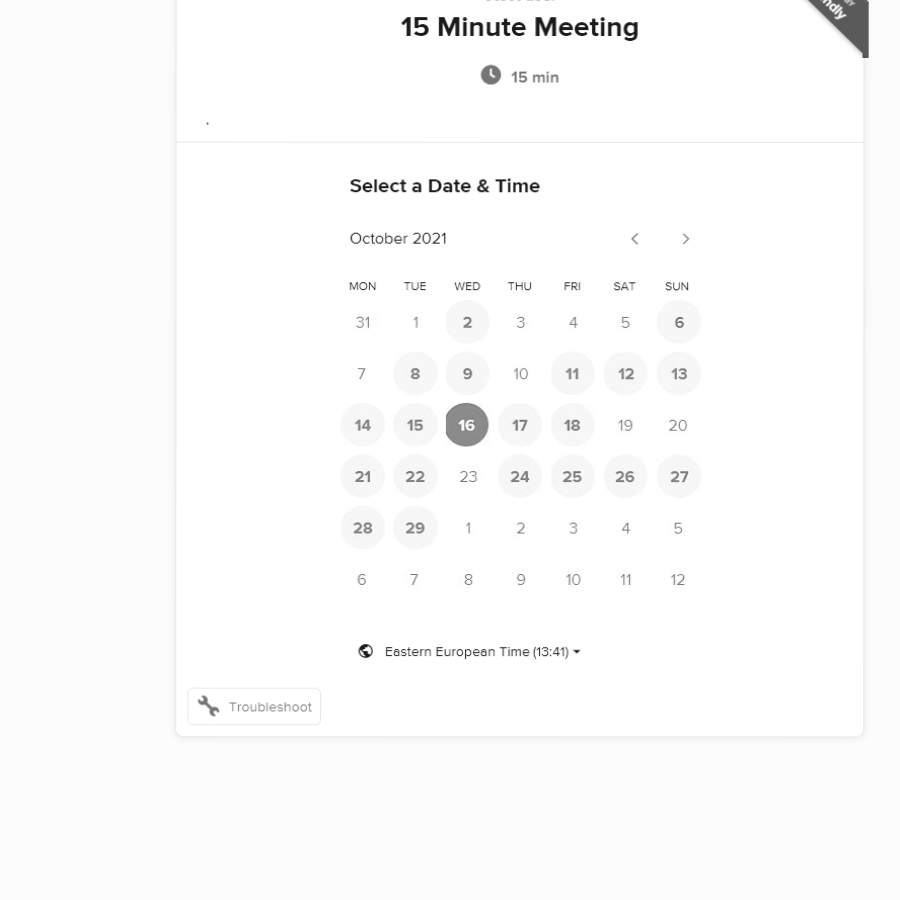 15 Minute Meeting
15 min
.
Select a Date & Time
October 2021
MON TUE WED THU FRI SAT SUN
31 1 2 3 4 5 6
7 8 9 10 11 12 13
14 15 16 17 18 19 20
21 22 23 24 25 26 27
28 29 1 2 3 4 5
6 7 8 9 10 11 12
Eastern European Time (13:41)
Troubleshoot